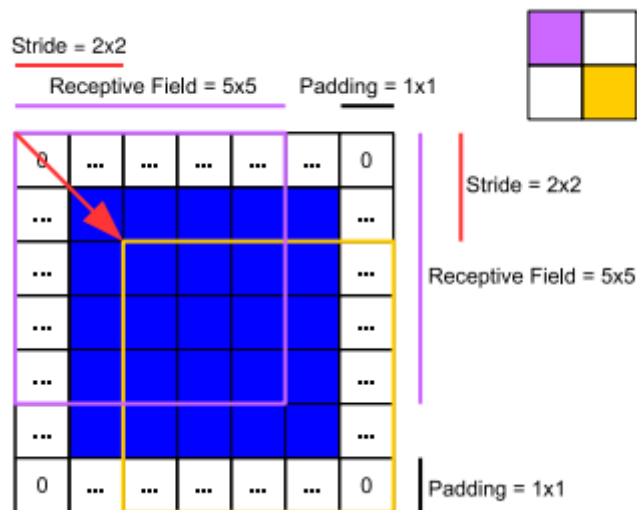 Stride = 2x2
Receptive Field = 5x5 Padding = 1x1
0 ... ... ... ... ... 0
... ...
... ... Stride = 2x2
... ... Receptive Field = 5x5
... ...
... ...
0 ... ... ... ... ... 0 Padding = 1x1